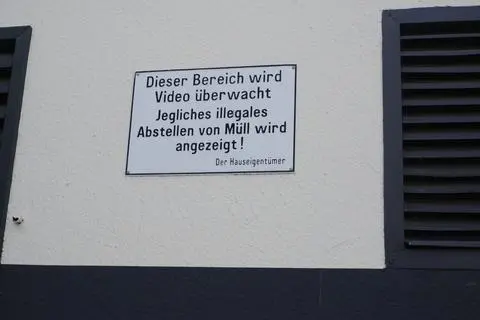 Dieser Bereich wird
Video überwacht
Jegliches illegales
Abstellen von Müll wird
angezeigt !
Der Hauseigentümer